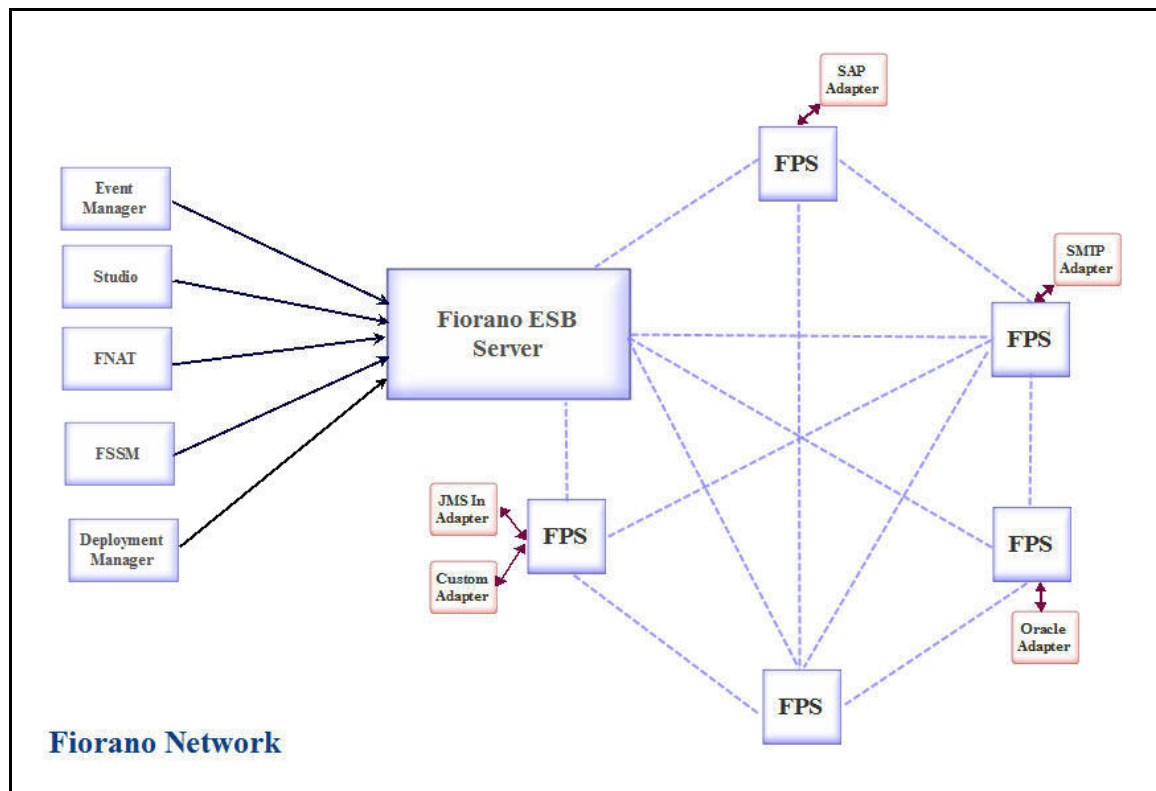 SAP
Adapter
FPS
Event
Manager
SMTP
Adapter
Studio
Fiorano ESB
Server
FPS
FNAT
FSSM
JMS In
Adapter
FPS
Custom
Adapter
FPS
Deployment
Manager
Oracle
Adapter
FPS
Fiorano Network